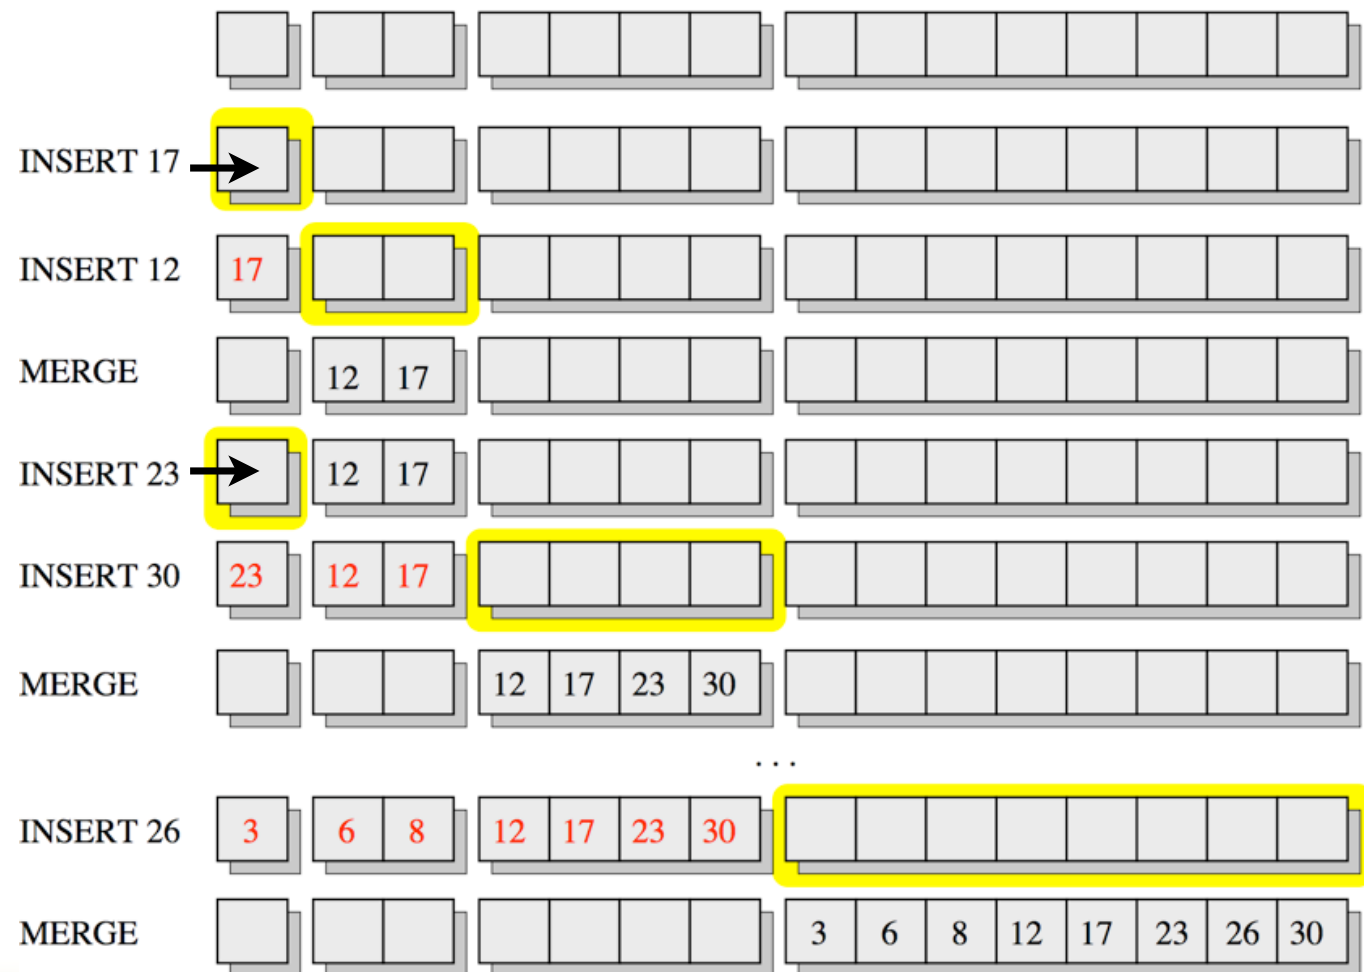 INSERT 17
INSERT 12 17
MERGE 12 17
INSERT 23 12 17
INSERT 30 23 12 17
MERGE 12 17 23 30
...
INSERT 26 3 6 8 12 17 23 30
MERGE 3 6 8 12 17 23 26 30